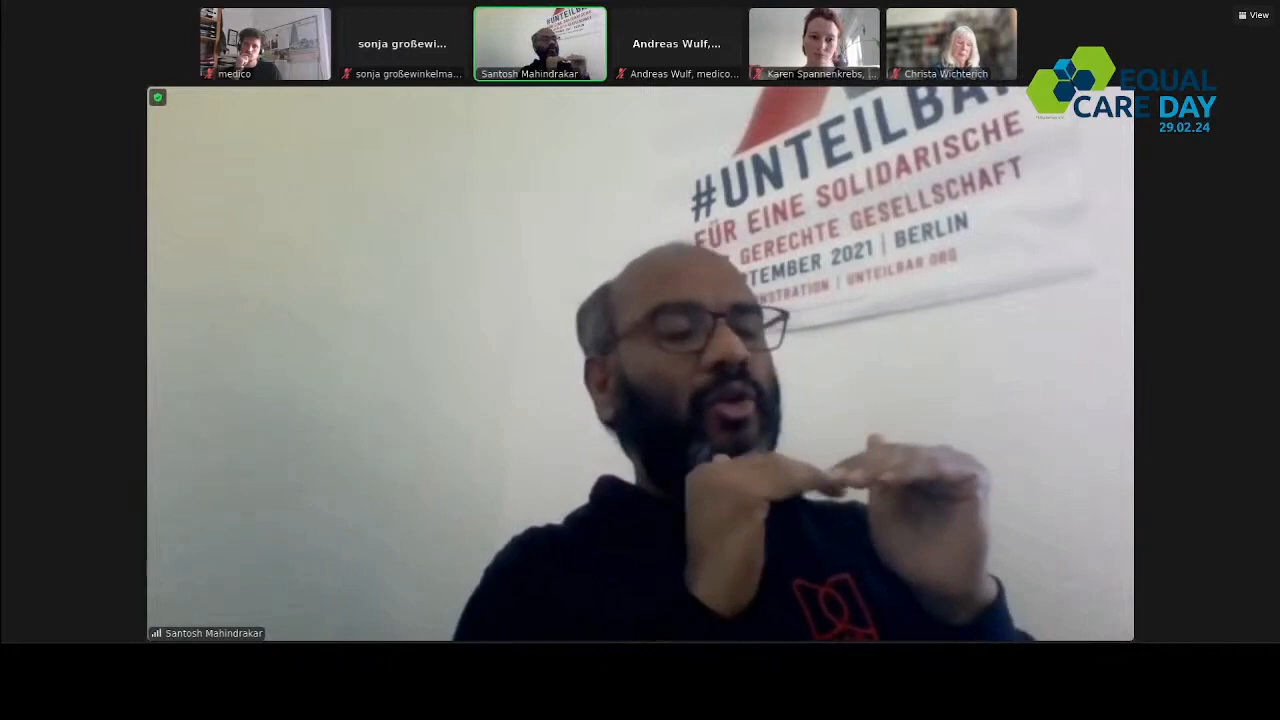 View
sonja großewi...
Andreas Wulf,...
medico
sonja großewinkelma...
Santosh Mahindrakar
Andreas Wulf, medico...
Karen Spannenkrebs, ...
Christa Wichterich
EQUAL
CARE DAY
29.02.24
#UNTEILBAR
FÜR EINE SOLIDARISCHE
GERECHTE GESELLSCHAFT
TEMBER 2021 | BERLIN
NSTRATION | UNTEILBAR.ORG
Santosh Mahindrakar